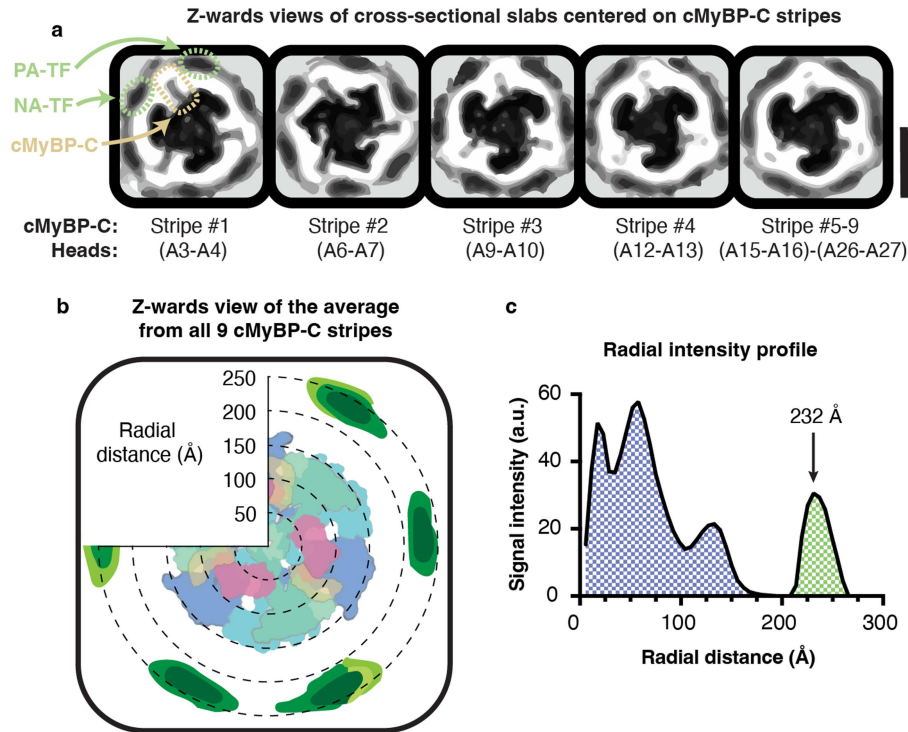 Z-wards views of cross-sectional slabs centered on cMyBP-C stripes
a
PA-TF
NA-TF
cMyBP-C
cMyBP-C: Stripe #1 Stripe #2 Stripe #3 Stripe #4 Stripe #5-9
Heads: (A3-A4) (A6-A7) (A9-A10) (A12-A13) (A15-A16)-(A26-A27)
b
Z-wards view of the average
from all 9 cMyBP-C stripes
250
200
150
100
50
Radial
distance (Å)
c
Radial intensity profile
60
40
20
0
Signal intensity (a.u.)
232 Å
0 100 200 300
Radial distance (Å)